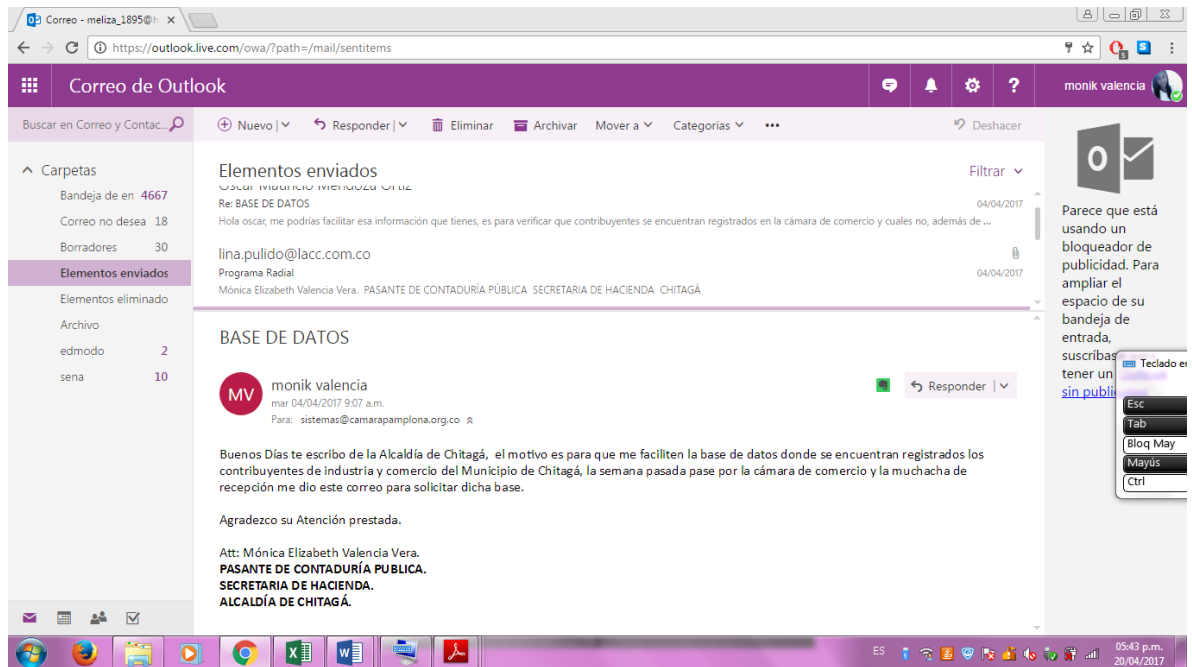 Correo - meliza_1895@h
https://outlook.live.com/owa/?path=/mail/sentitems
Correo de Outlook
monik valencia
Buscar en Correo y Contac...
Nuevo
Responder
Eliminar
Archivar
Mover a
Categorías
Deshacer
Carpetas
Bandeja de en 4667
Correo no desea 18
Borradores 30
Elementos enviados
Elementos eliminado
Archivo
edmodo 2
sena 10
Elementos enviados
Filtrar
Oscar Mauricio Mendoza Ortiz
Re: BASE DE DATOS 04/04/2017
Hola oscar, me podrías facilitar esa información que tienes, es para verificar que contribuyentes se encuentran registrados en la cámara de comercio y cuales no, además de ...
lina.pulido@lacc.com.co
Programa Radial 04/04/2017
Mónica Elizabeth Valencia Vera. PASANTE DE CONTADURÍA PÚBLICA SECRETARIA DE HACIENDA CHITAGÁ
BASE DE DATOS
MV
monik valencia
mar 04/04/2017 9:07 a.m.
Para: sistemas@camarapamplona.org.co
Responder
Buenos Días te escribo de la Alcaldía de Chitagá, el motivo es para que me faciliten la base de datos donde se encuentran registrados los
contribuyentes de industria y comercio del Municipio de Chitagá, la semana pasada pase por la cámara de comercio y la muchacha de
recepción me dio este correo para solicitar dicha base.
Agradezco su Atención prestada.
Att: Mónica Elizabeth Valencia Vera.
PASANTE DE CONTADURÍA PUBLICA.
SECRETARIA DE HACIENDA.
ALCALDÍA DE CHITAGÁ.
Parece que está
usando un
bloqueador de
publicidad. Para
ampliar el
espacio de su
bandeja de
entrada,
suscríbas
tener un
sin publi
Teclado en
Esc
Tab
Bloq May
Mayús
Ctrl
ES
05:43 p.m.
20/04/2017